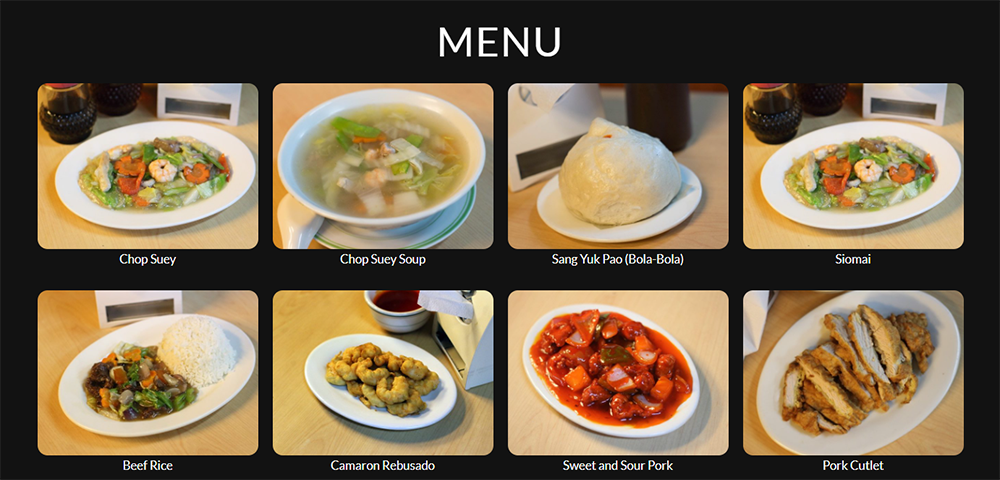 MENU
Chop Suey
Chop Suey Soup
Sang Yuk Pao (Bola-Bola)
Siomai
Beef Rice
Camaron Rebusado
Sweet and Sour Pork
Pork Cutlet